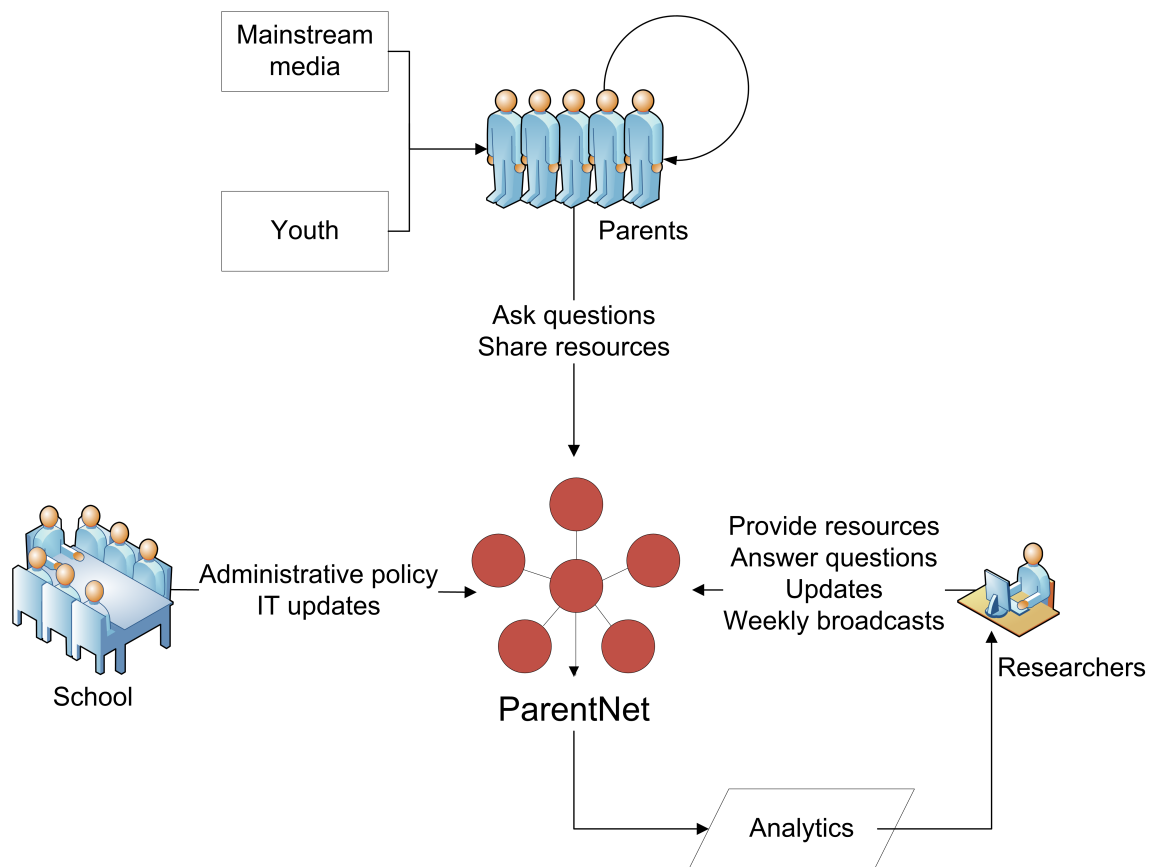 Mainstream
media
Youth
Parents
Ask questions
Share resources
Administrative policy
IT updates
School
Provide resources
Answer questions
Updates
Weekly broadcasts
Researchers
ParentNet
Analytics